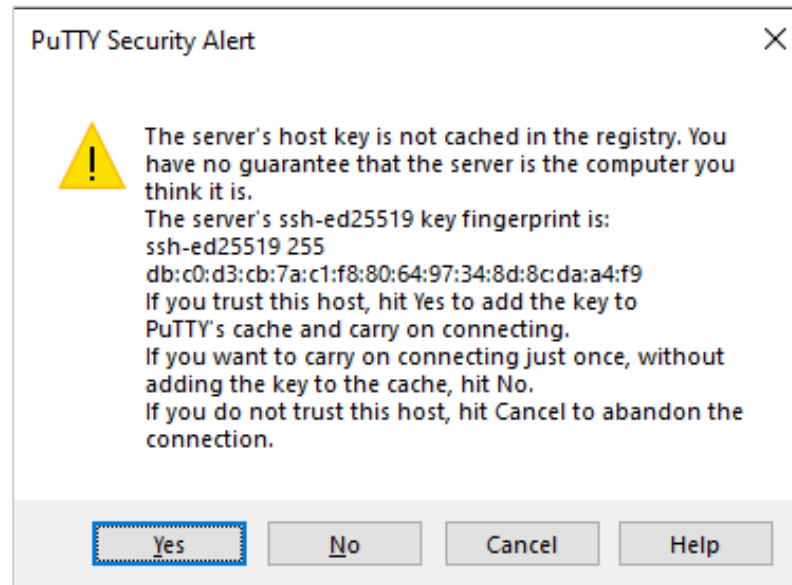 PuTTY Security Alert
The server's host key is not cached in the registry. You
have no guarantee that the server is the computer you
think it is.
The server's ssh-ed25519 key fingerprint is:
ssh-ed25519 255
db:c0:d3:cb:7a:c1:f8:80:64:97:34:8d:8c:da:a4:f9
If you trust this host, hit Yes to add the key to
PuTTY's cache and carry on connecting.
If you want to carry on connecting just once, without
adding the key to the cache, hit No.
If you do not trust this host, hit Cancel to abandon the
connection.
Yes No Cancel Help